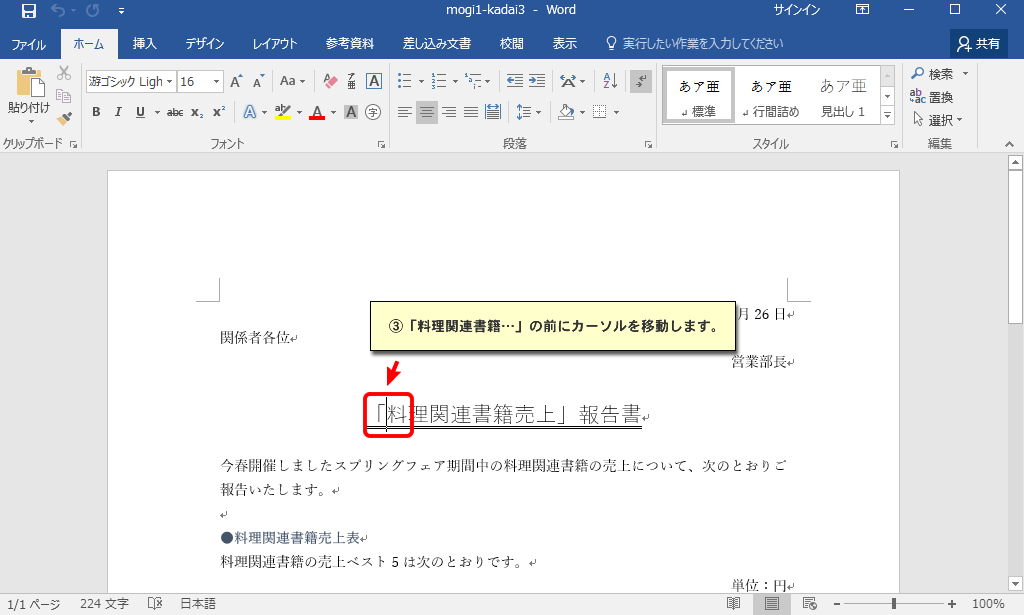 mogi1-kadai3 - Word
サインイン
ファイル ホーム 挿入 デザイン レイアウト 参考資料 差し込み文書 校閲 表示 実行したい作業を入力してください 共有
貼り付け
游ゴシック Ligh 16 A A Aa ア亜 A
B I U abc x₂ x² A aby A A 字
あア亜 あア亜 あア亜
↲標準 ↲行間詰め 見出し 1
検索
置換
選択
クリップボード フォント 段落 スタイル 編集
月 26 日↲
③「料理関連書籍…」の前にカーソルを移動します。
関係者各位↲
営業部長↲
「料理関連書籍売上」報告書↲
今春開催しましたスプリングフェア期間中の料理関連書籍の売上について、次のとおりご
報告いたします。↲
↲
●料理関連書籍売上表↲
料理関連書籍の売上ベスト 5 は次のとおりです。↲
単位：円↲
1/1 ページ 224 文字 日本語 100%